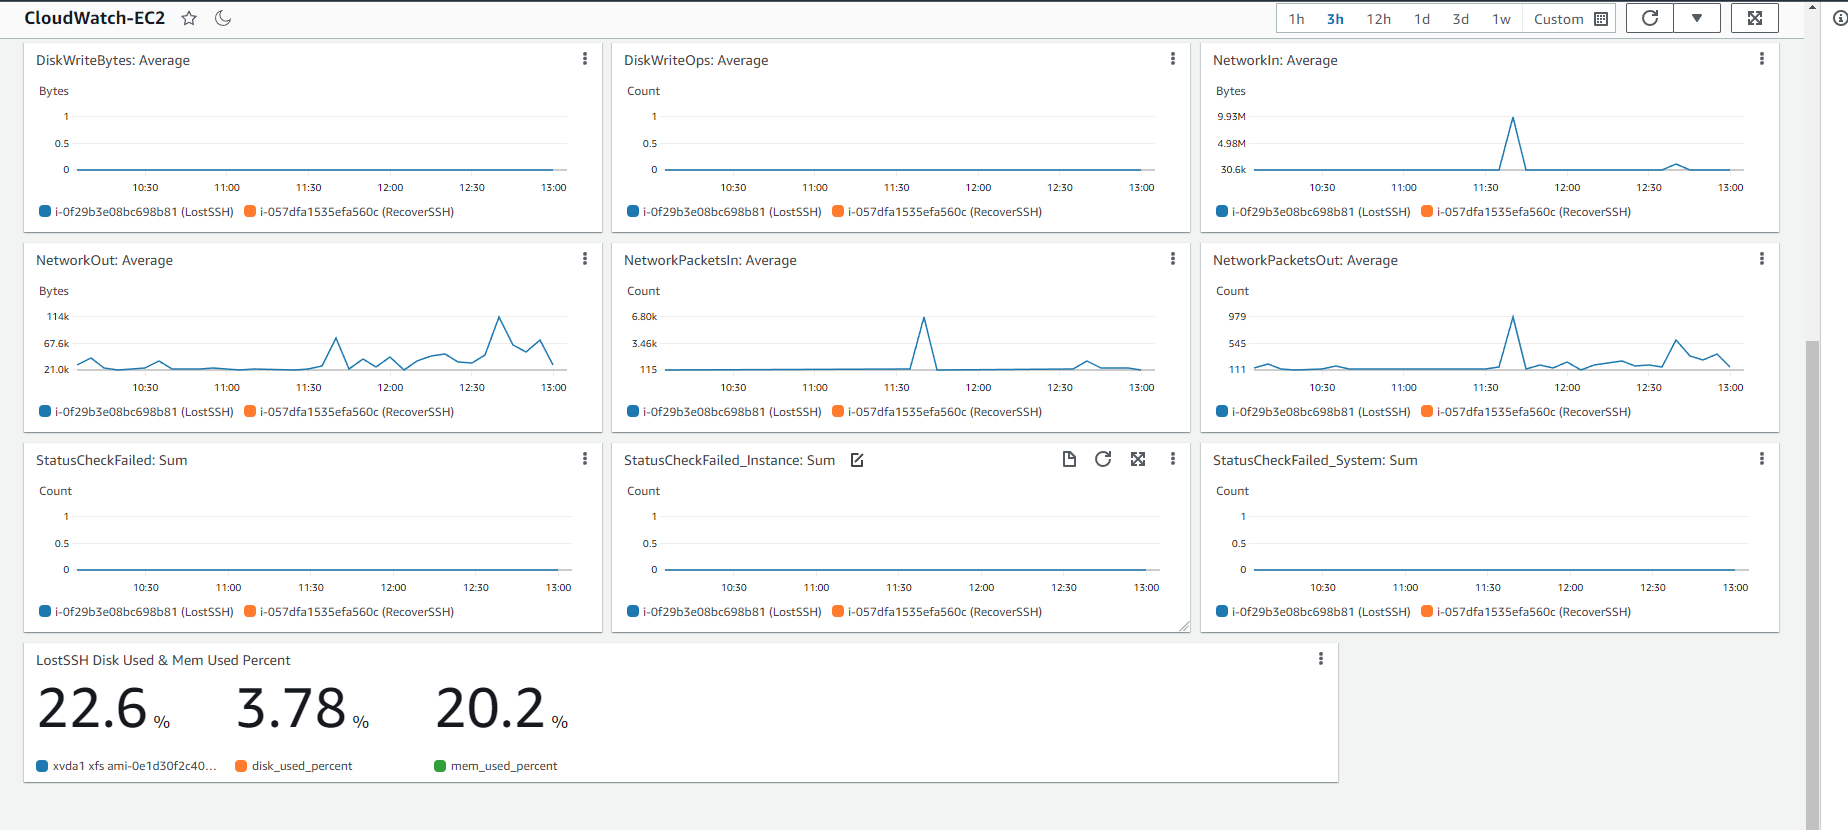 CloudWatch-EC2
1h 3h 12h 1d 3d 1w Custom
DiskWriteBytes: Average
Bytes
1
0.5
0
10:30 11:00 11:30 12:00 12:30 13:00
i-0f29b3e08bc698b81 (LostSSH) i-057dfa1535efa560c (RecoverSSH)
DiskWriteOps: Average
Count
1
0.5
0
10:30 11:00 11:30 12:00 12:30 13:00
i-0f29b3e08bc698b81 (LostSSH) i-057dfa1535efa560c (RecoverSSH)
NetworkIn: Average
Bytes
9.93M
4.98M
30.6k
10:30 11:00 11:30 12:00 12:30 13:00
i-0f29b3e08bc698b81 (LostSSH) i-057dfa1535efa560c (RecoverSSH)
NetworkOut: Average
Bytes
114k
67.6k
21.0k
10:30 11:00 11:30 12:00 12:30 13:00
i-0f29b3e08bc698b81 (LostSSH) i-057dfa1535efa560c (RecoverSSH)
NetworkPacketsIn: Average
Count
6.80k
3.46k
115
10:30 11:00 11:30 12:00 12:30 13:00
i-0f29b3e08bc698b81 (LostSSH) i-057dfa1535efa560c (RecoverSSH)
NetworkPacketsOut: Average
Count
979
545
111
10:30 11:00 11:30 12:00 12:30 13:00
i-0f29b3e08bc698b81 (LostSSH) i-057dfa1535efa560c (RecoverSSH)
StatusCheckFailed: Sum
Count
1
0.5
0
10:30 11:00 11:30 12:00 12:30 13:00
i-0f29b3e08bc698b81 (LostSSH) i-057dfa1535efa560c (RecoverSSH)
StatusCheckFailed_Instance: Sum
Count
1
0.5
0
10:30 11:00 11:30 12:00 12:30 13:00
i-0f29b3e08bc698b81 (LostSSH) i-057dfa1535efa560c (RecoverSSH)
StatusCheckFailed_System: Sum
Count
1
0.5
0
10:30 11:00 11:30 12:00 12:30 13:00
i-0f29b3e08bc698b81 (LostSSH) i-057dfa1535efa560c (RecoverSSH)
LostSSH Disk Used & Mem Used Percent
22.6 % 3.78 % 20.2 %
xvda1 xfs ami-0e1d30f2c40... disk_used_percent mem_used_percent